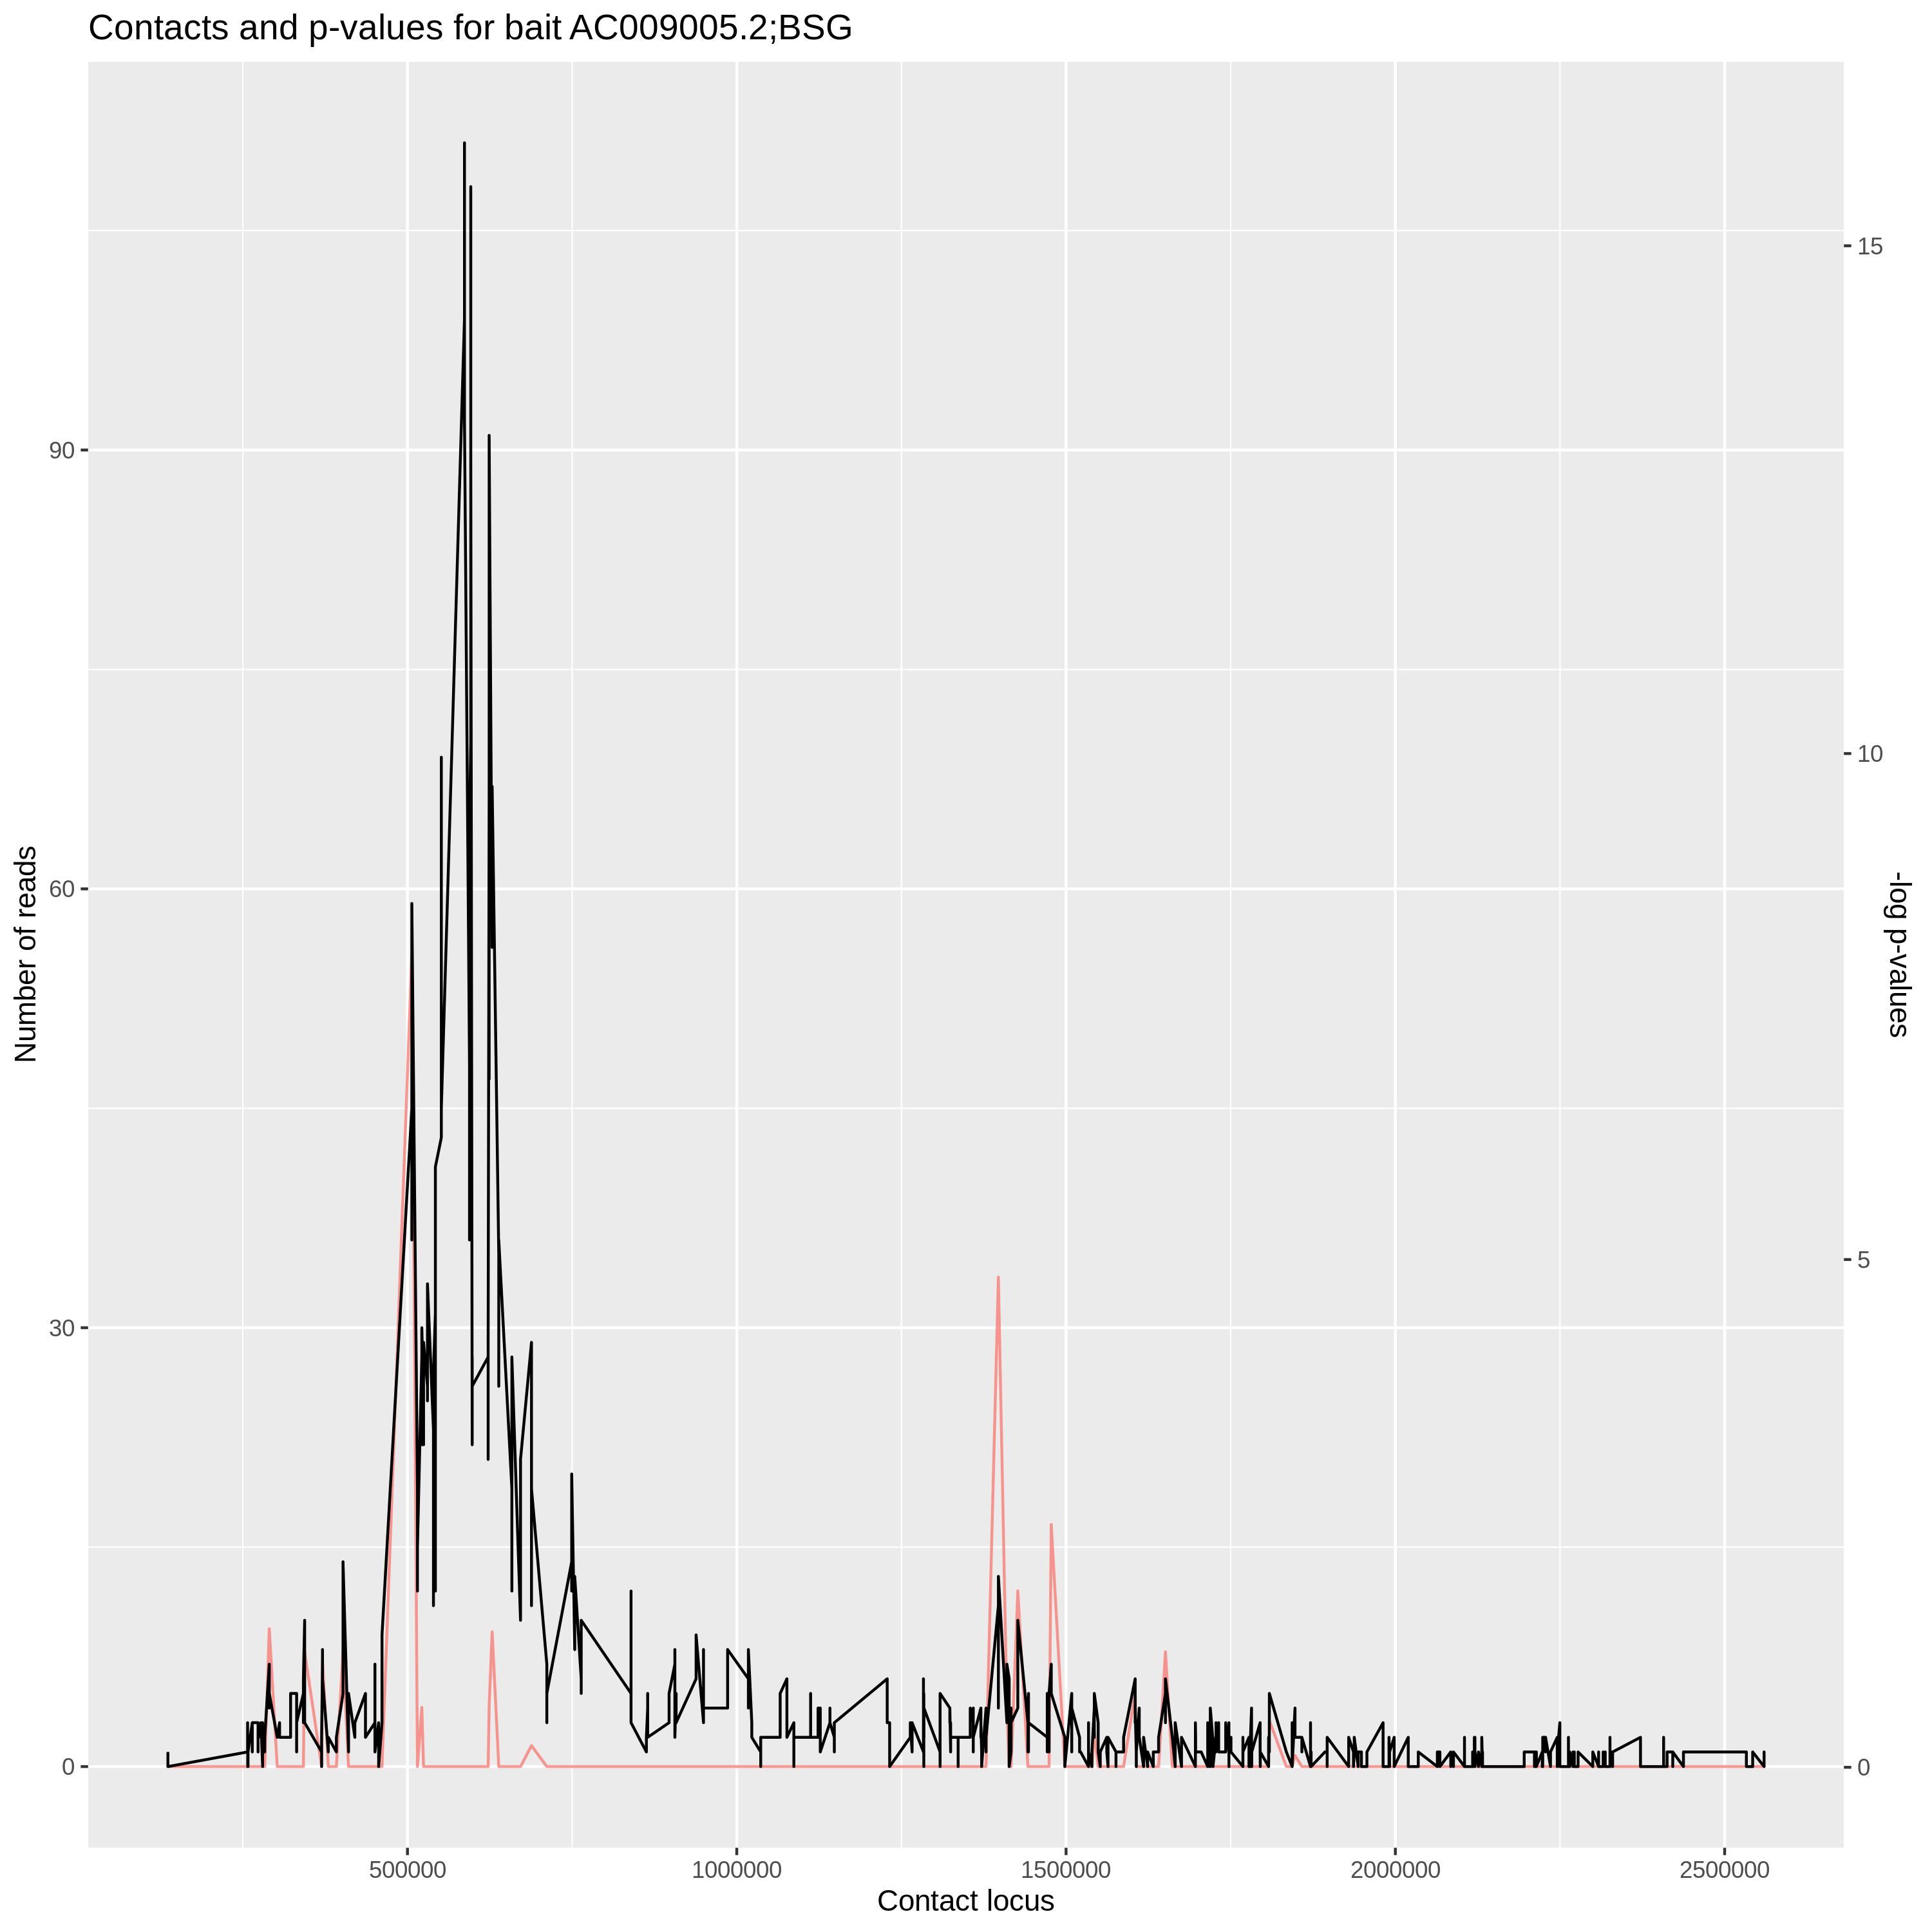 Contacts and p-values for bait AC009005.2;BSG
Number of reads
90
60
30
0
15
10
5
0
-log p-values
500000 1000000 1500000 2000000 2500000
Contact locus